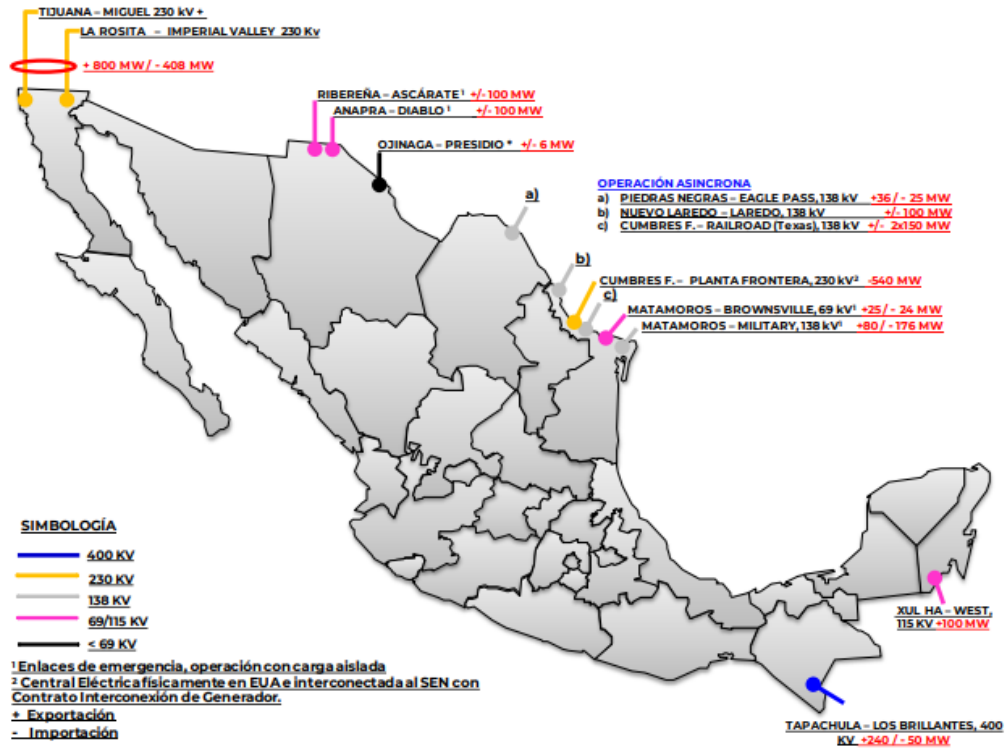 TIJUANA – MIGUEL 230 kV +
LA ROSITA – IMPERIAL VALLEY 230 Kv
+ 800 MW / - 408 MW
RIBEREÑA – ASCÁRATE ¹ +/- 100 MW
ANAPRA – DIABLO ¹ +/- 100 MW
OJINAGA – PRESIDIO * +/- 6 MW
OPERACIÓN ASINCRONA
a) PIEDRAS NEGRAS – EAGLE PASS, 138 kV +36 / - 25 MW
b) NUEVO LAREDO – LAREDO, 138 kV +/- 100 MW
c) CUMBRES F. – RAILROAD (Texas), 138 kV +/- 2x150 MW
a)
b)
CUMBRES F. – PLANTA FRONTERA, 230 kV² -540 MW
c)
MATAMOROS – BROWNSVILLE, 69 kV¹ +25 / - 24 MW
MATAMOROS – MILITARY, 138 kV¹ +80 / - 176 MW
SIMBOLOGÍA
400 KV
230 KV
138 KV
69/115 KV
< 69 KV
¹ Enlaces de emergencia, operación con carga aislada
² Central Eléctrica físicamente en EUA e interconectada al SEN con
Contrato Interconexión de Generador.
+ Exportación
- Importación
XUL HA – WEST,
115 KV +100 MW
TAPACHULA – LOS BRILLANTES, 400
KV +240 / - 50 MW